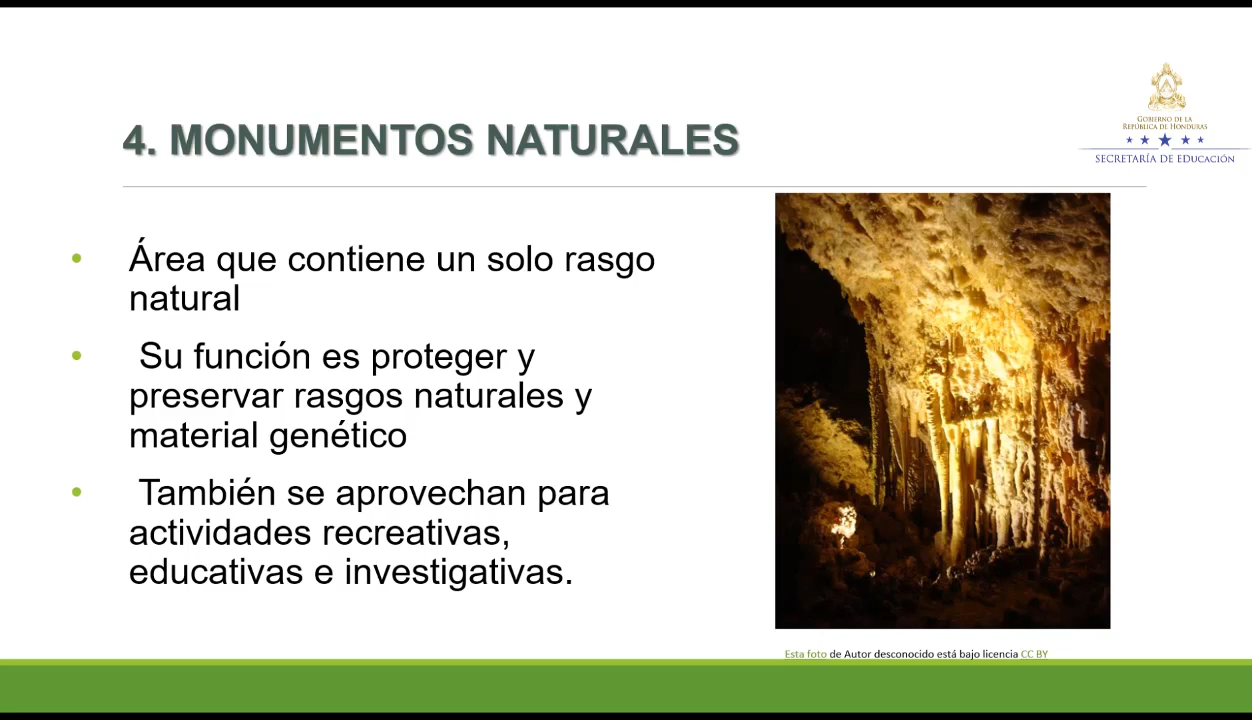 GOBIERNO DE LA
REPÚBLICA DE HONDURAS
SECRETARÍA DE EDUCACIÓN
4. MONUMENTOS NATURALES
• Área que contiene un solo rasgo
natural
• Su función es proteger y
preservar rasgos naturales y
material genético
• También se aprovechan para
actividades recreativas,
educativas e investigativas.
Esta foto de Autor desconocido está bajo licencia CC BY